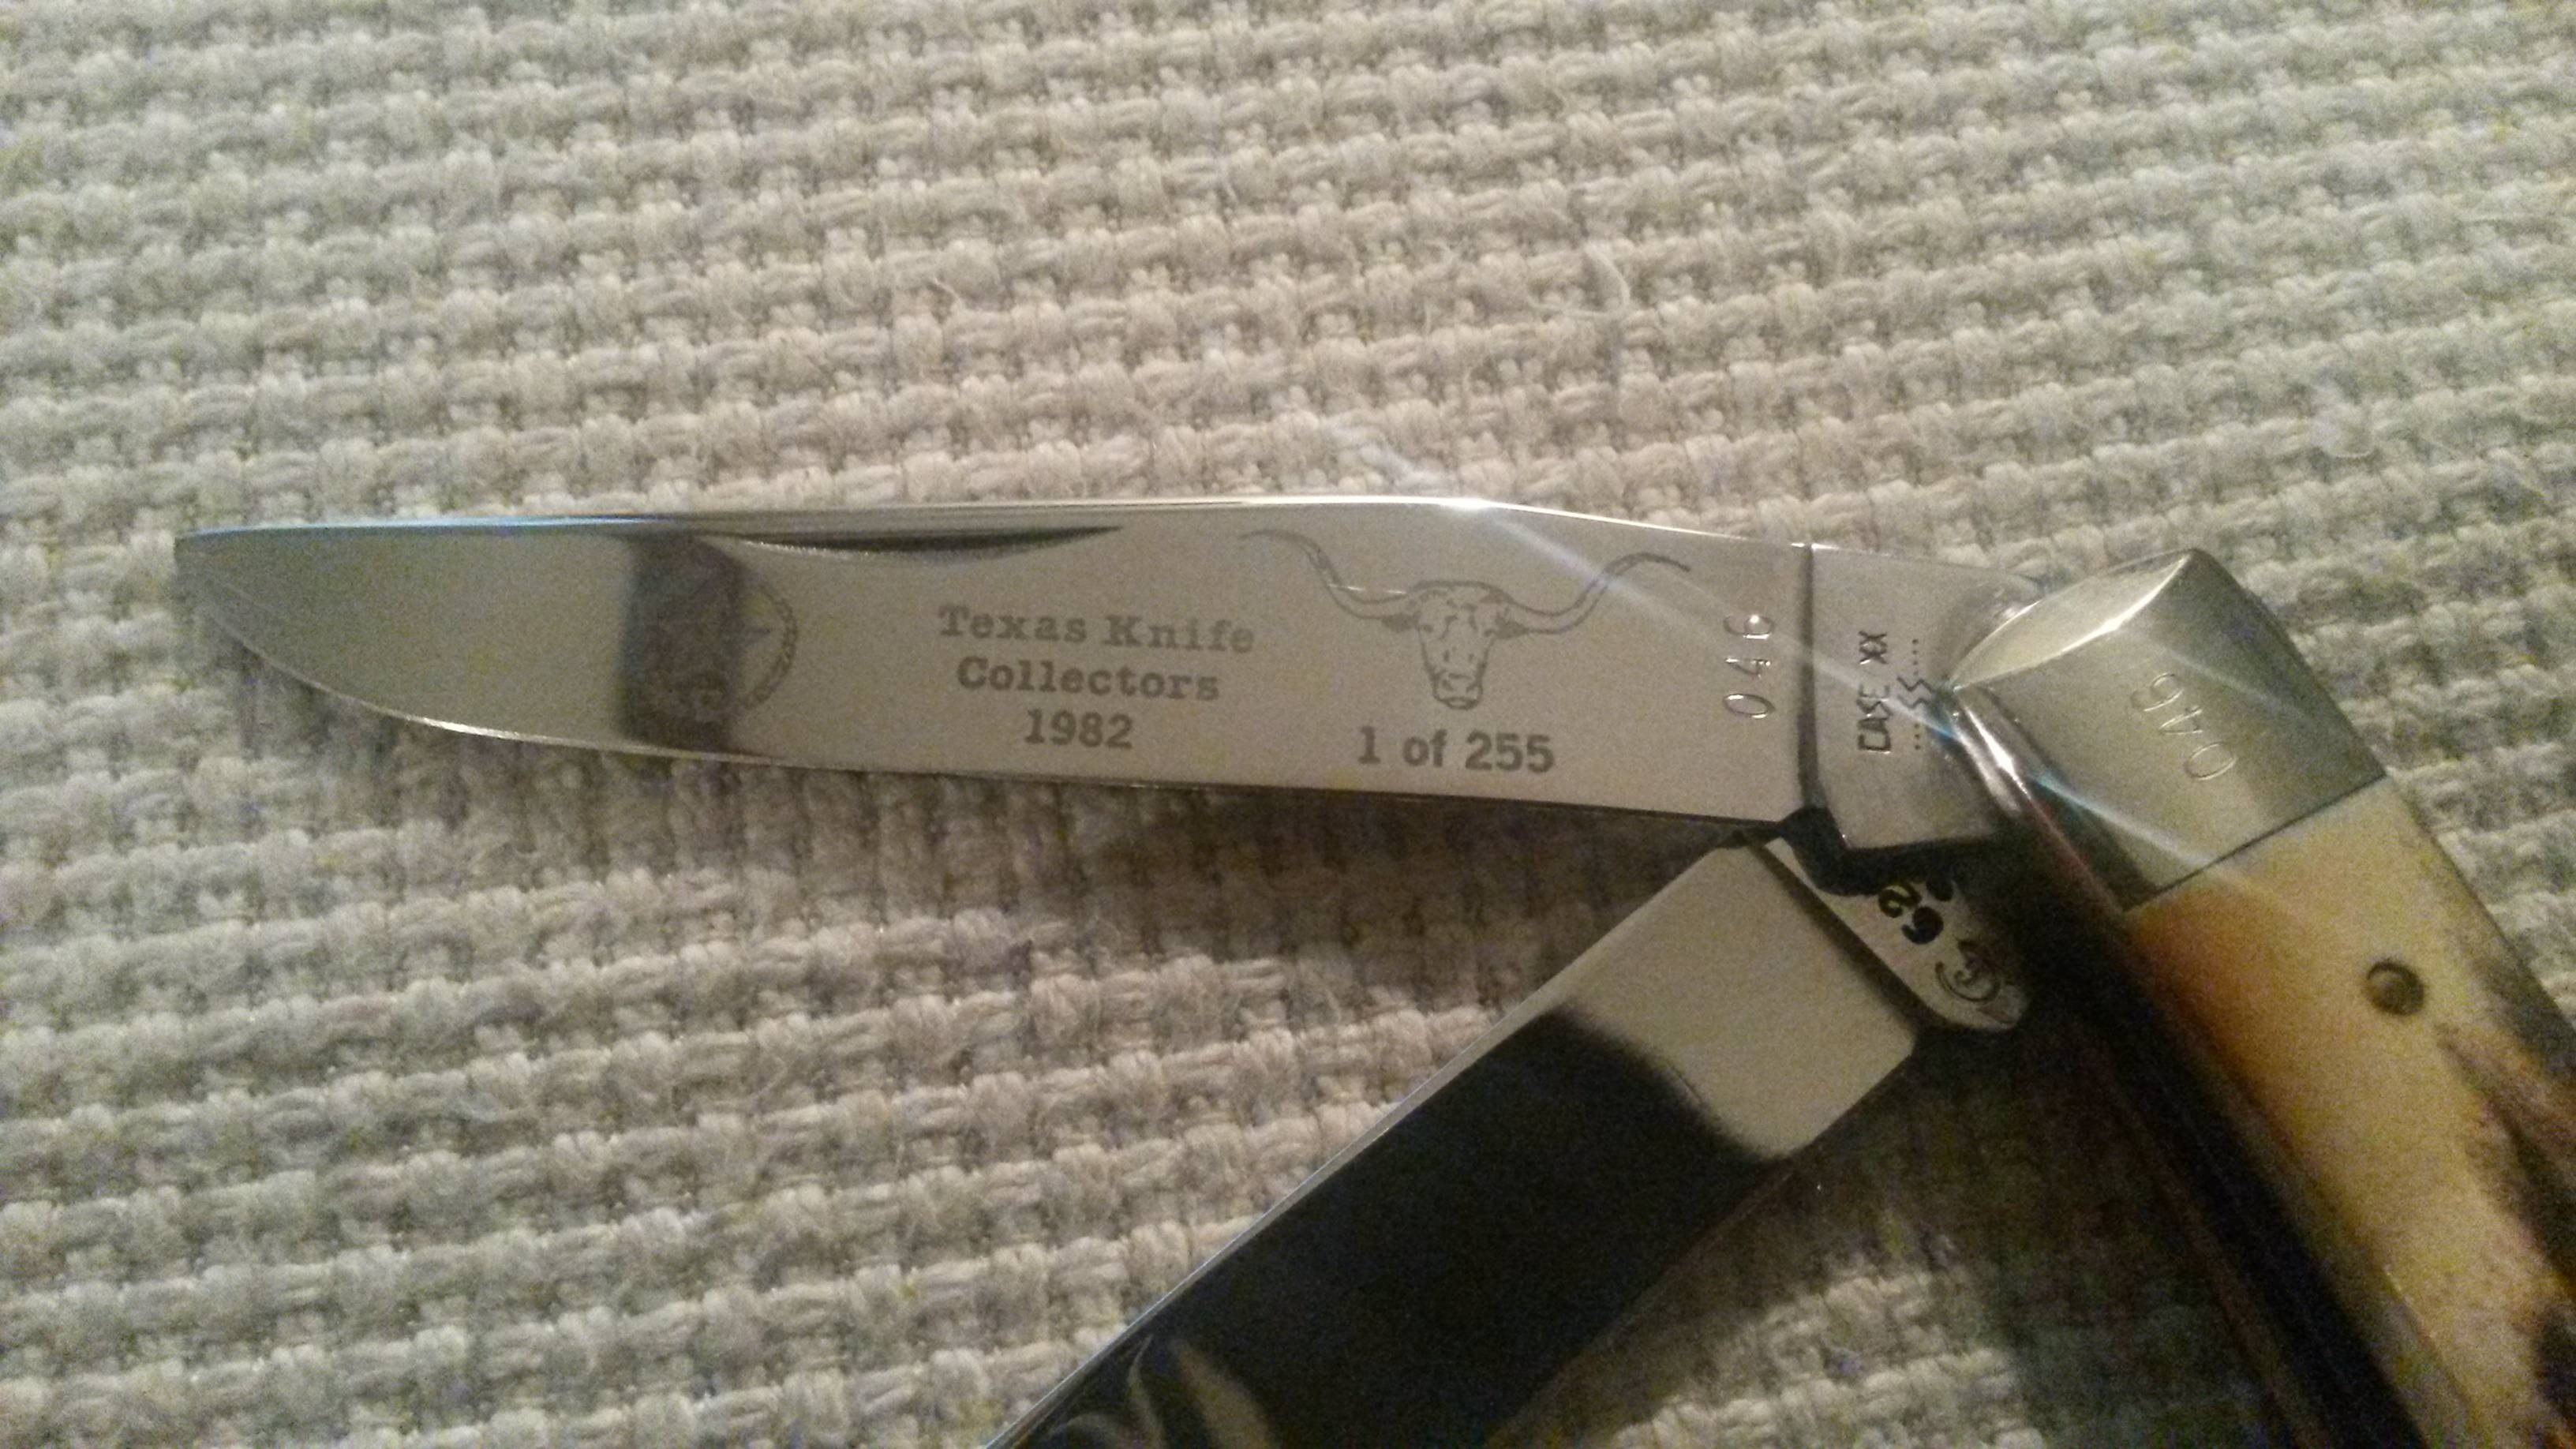 Texas Knife
Collectors
1982
1 of 255
046
CASE XX
046